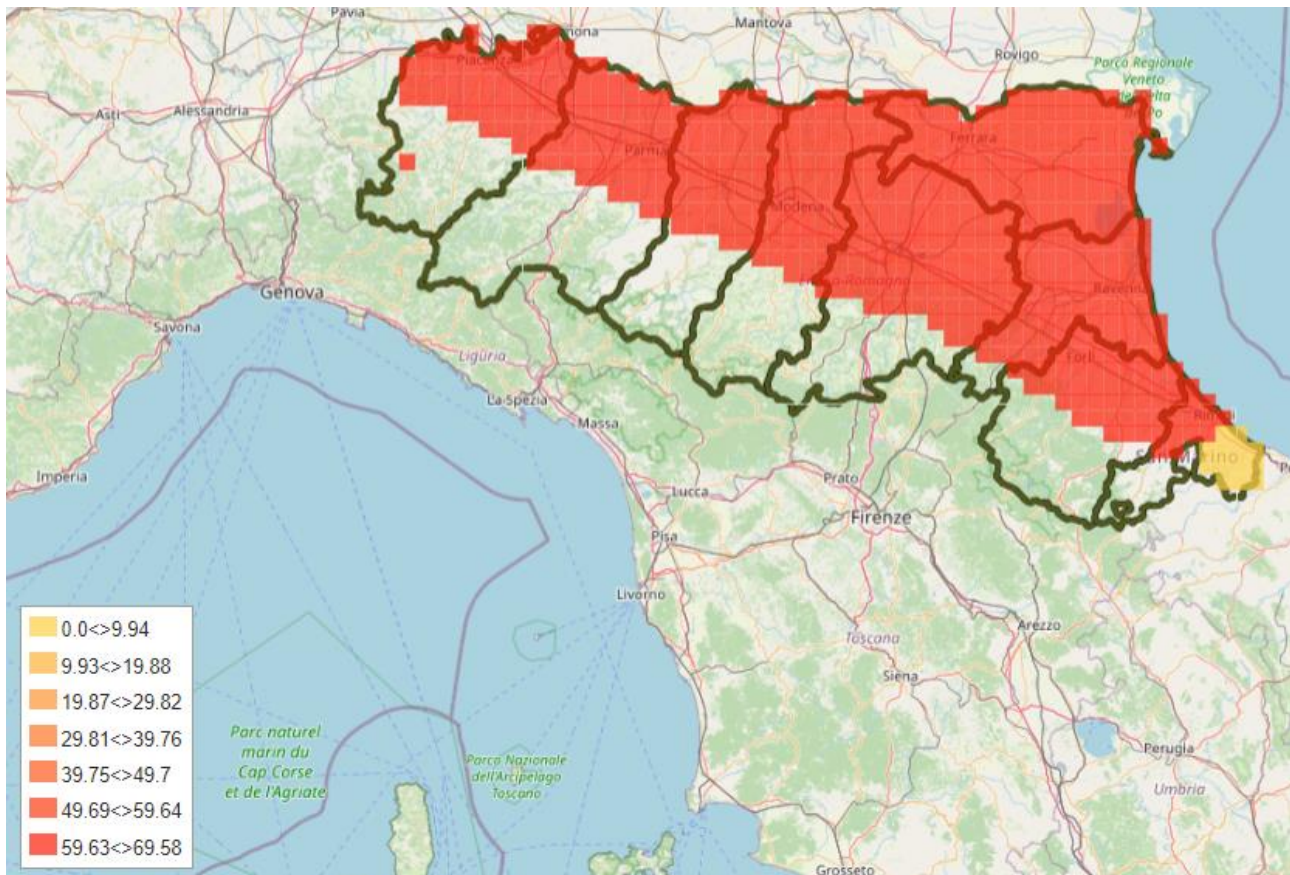 Pavia
Mantova
Rovigo
Piacenza
Parco Regionale
Veneto
Asti
Alessandria
Parma
Ferrara
Modena
Genova
Savona
Ravenna
Liguria
Forlì
La Spezia
Massa
Imperia
Prato
Lucca
Firenze
Pisa
Livorno
Arezzo
Toscana
Siena
Perugia
Umbria
Grosseto
Parc naturel
marin du
Cap Corse
et de l'Agriate
Parco Nazionale
dell'Arcipelago
Toscano
0.0<>9.94
9.93<>19.88
19.87<>29.82
29.81<>39.76
39.75<>49.7
49.69<>59.64
59.63<>69.58